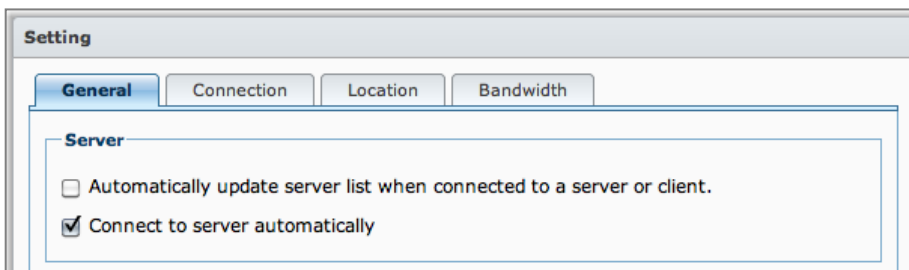 Setting
General Connection Location Bandwidth
Server
Automatically update server list when connected to a server or client.
Connect to server automatically